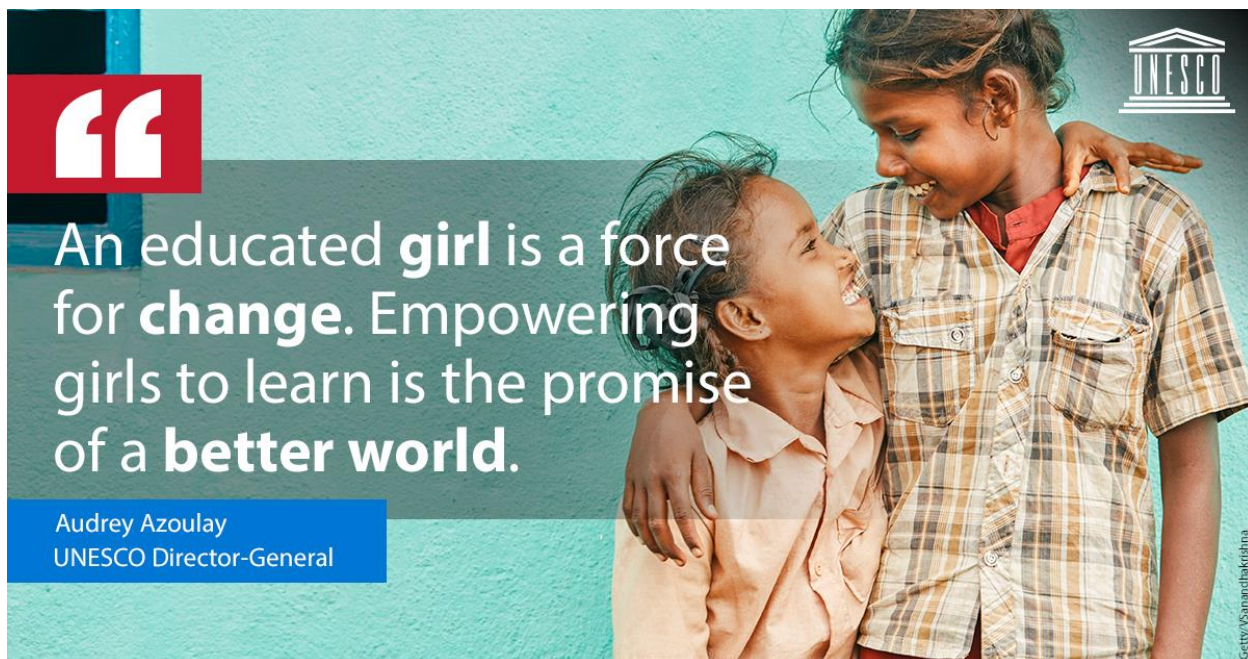 UNESCO
“
An educated girl is a force
for change. Empowering
girls to learn is the promise
of a better world.
Audrey Azoulay
UNESCO Director-General
Getty/VSanandhakrishna